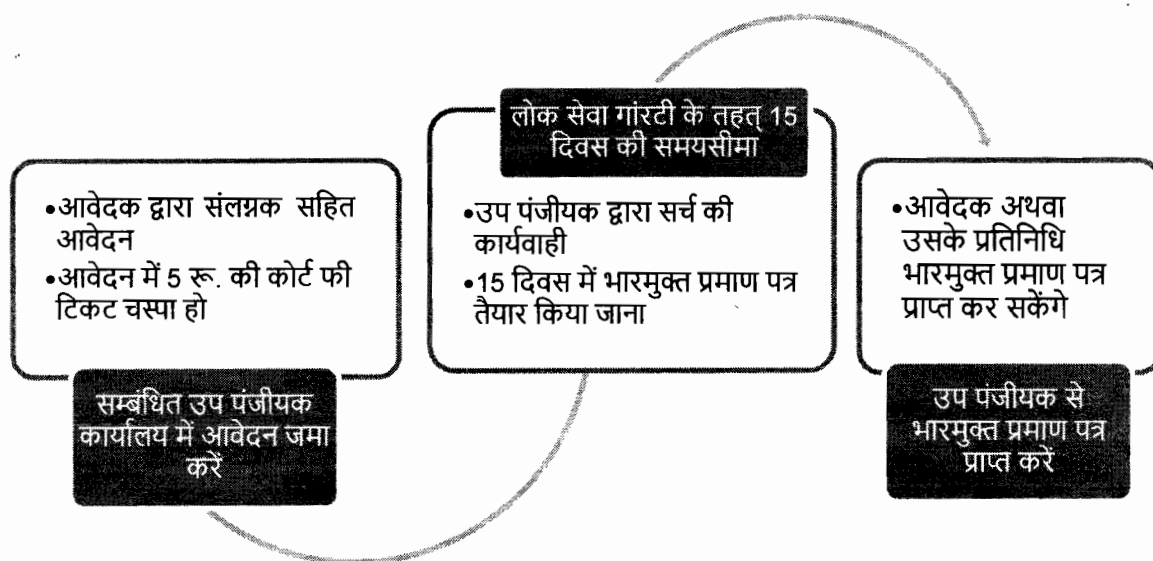 •आवेदक द्वारा संलग्नक सहित
आवेदन
•आवेदन में 5 रू. की कोर्ट फी
टिकट चस्पा हो
सम्बंधित उप पंजीयक
कार्यालय में आवेदन जमा
करें
लोक सेवा गांरटी के तहत् 15
दिवस की समयसीमा
•उप पंजीयक द्वारा सर्च की
कार्यवाही
•15 दिवस में भारमुक्त प्रमाण पत्र
तैयार किया जाना
•आवेदक अथवा
उसके प्रतिनिधि
भारमुक्त प्रमाण पत्र
प्राप्त कर सकेंगे
उप पंजीयक से
भारमुक्त प्रमाण पत्र
प्राप्त करें